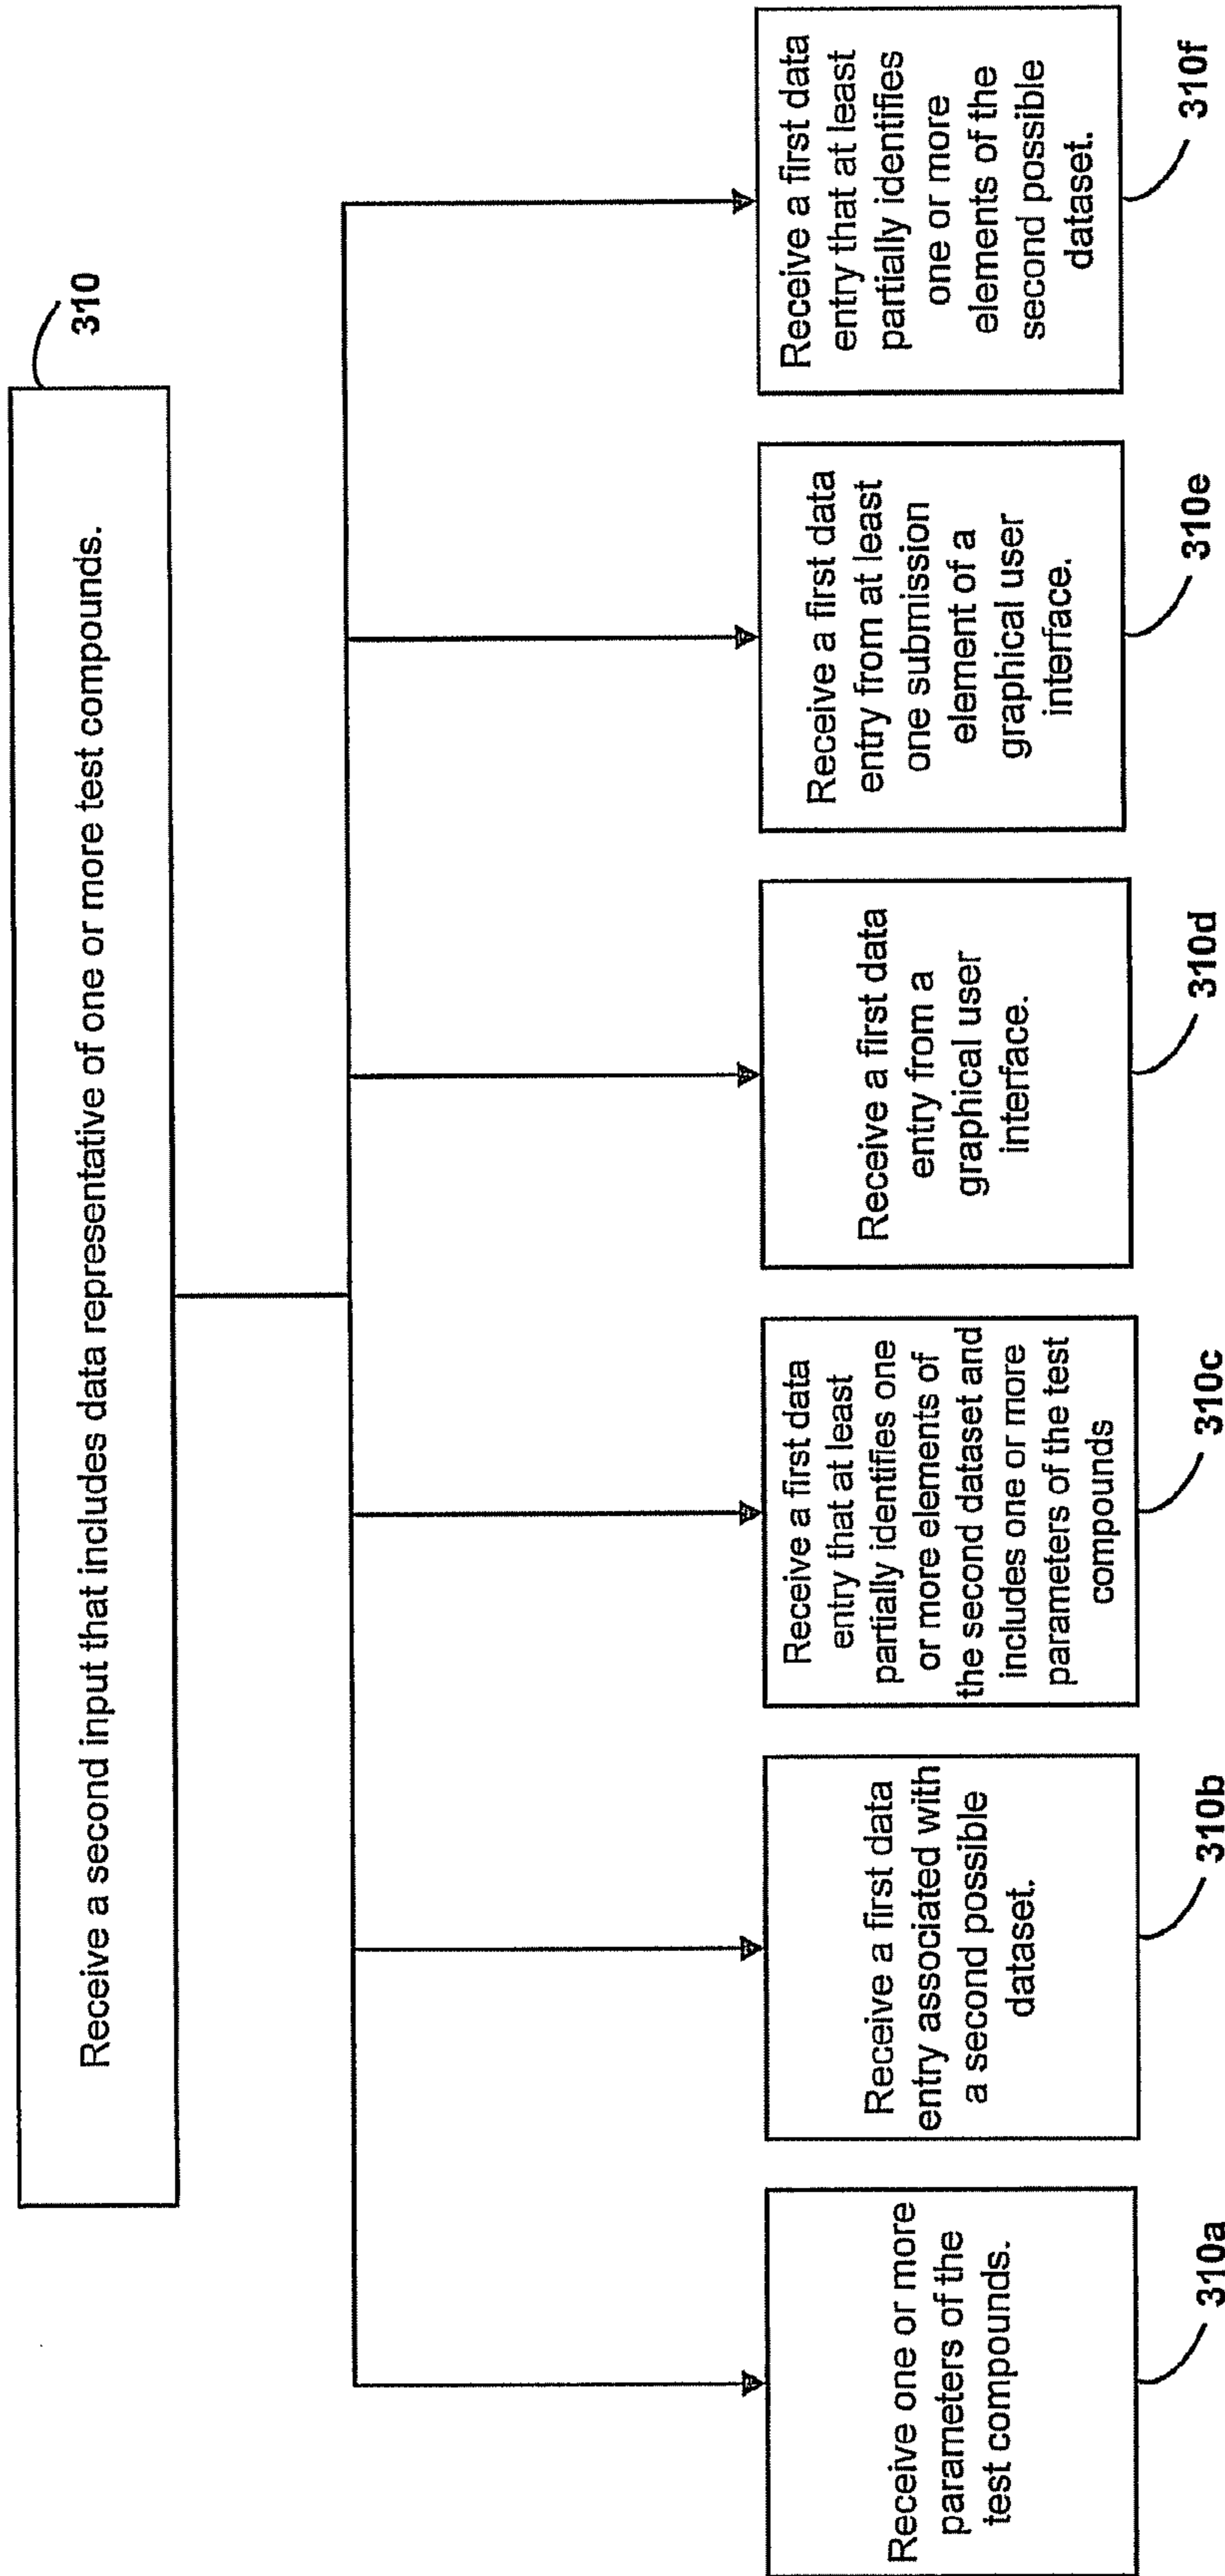 Receive a second input that includes data representative of one or more test compounds.
310
Receive one or more
parameters of the
test compounds.
310a
Receive a first data
entry associated with
a second possible
dataset.
310b
Receive a first data
entry that at least
partially identifies one
or more elements of
the second dataset and
includes one or more
parameters of the test
compounds
310c
Receive a first data
entry from a
graphical user
interface.
310d
Receive a first data
entry from at least
one submission
element of a
graphical user
interface.
310e
Receive a first data
entry that at least
partially identifies
one or more
elements of the
second possible
dataset.
310f